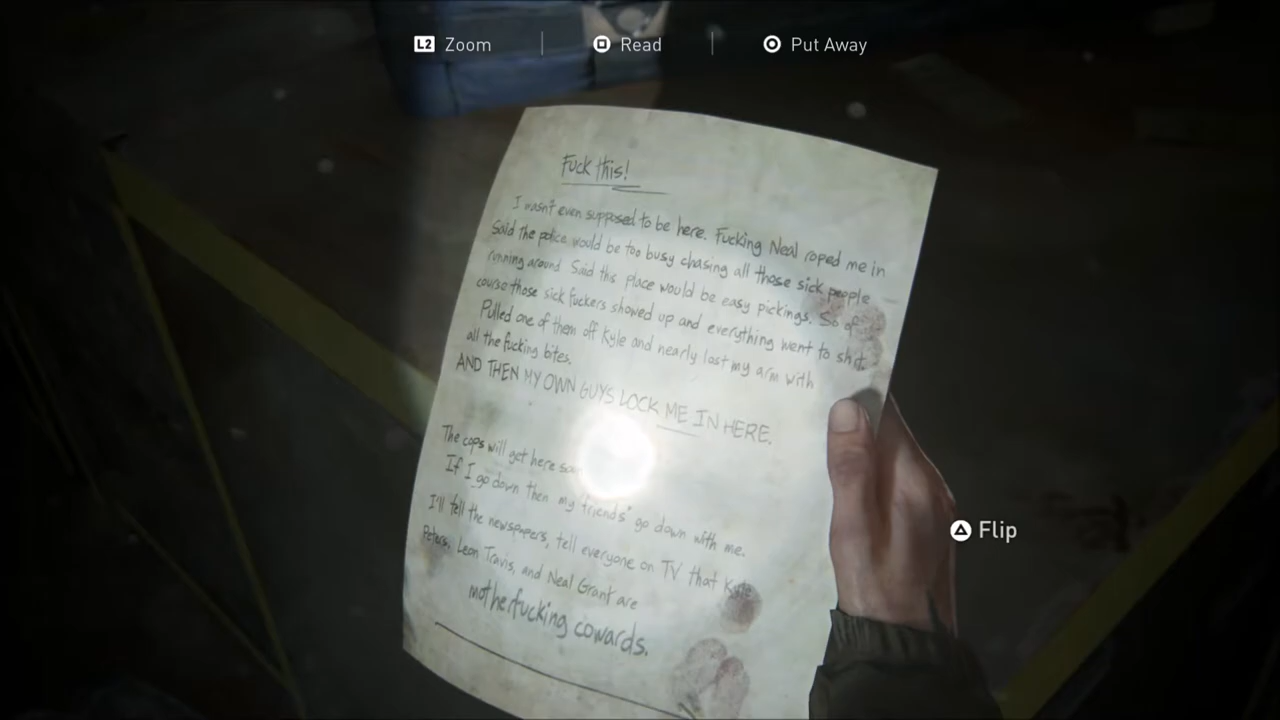 L2 Zoom | Read | Put Away
Fuck this!
I wasn't even supposed to be here. Fucking Neal roped me in
Said the police would be too busy chasing all those sick people
running around. Said this place would be easy pickings. So of
course those sick fuckers showed up and everything went to shit.
Pulled one of them off Kyle and nearly lost my arm with
all the fucking bites.
AND THEN MY OWN GUYS LOCK ME IN HERE.
The cops will get here
If I go down then my "friends" go down with me.
I'll tell the newspapers, tell everyone on TV that Kyle
Peters, Leon Travis, and Neal Grant are
motherfucking cowards.
Flip